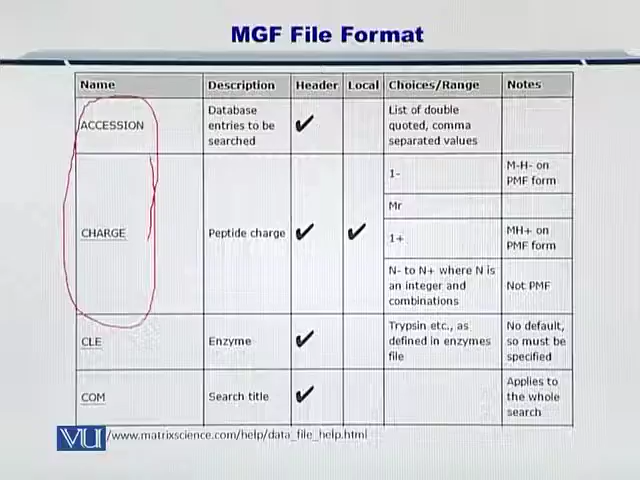 MGF File Format
Name Description Header Local Choices/Range Notes
ACCESSION Database entries to be searched ✔ List of double quoted, comma separated values
CHARGE Peptide charge ✔ ✔
1- M-H- on PMF form
Mr
1+ MH+ on PMF form
N- to N+ where N is an integer and combinations Not PMF
CLE Enzyme ✔ Trypsin etc., as defined in enzymes file No default, so must be specified
COM Search title ✔ Applies to the whole search
VU /www.matrixscience.com/help/data_file_help.html